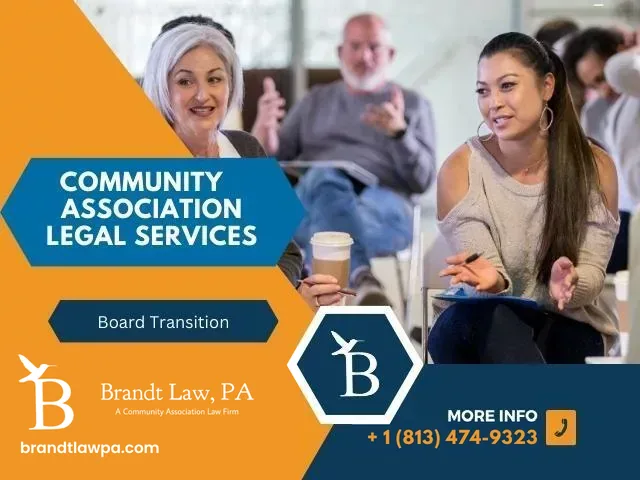 COMMUNITY
ASSOCIATION
LEGAL SERVICES
Board Transition
B
Brandt Law, PA
A Community Association Law Firm
brandtlawpa.com
B
MORE INFO
+ 1 (813) 474-9323